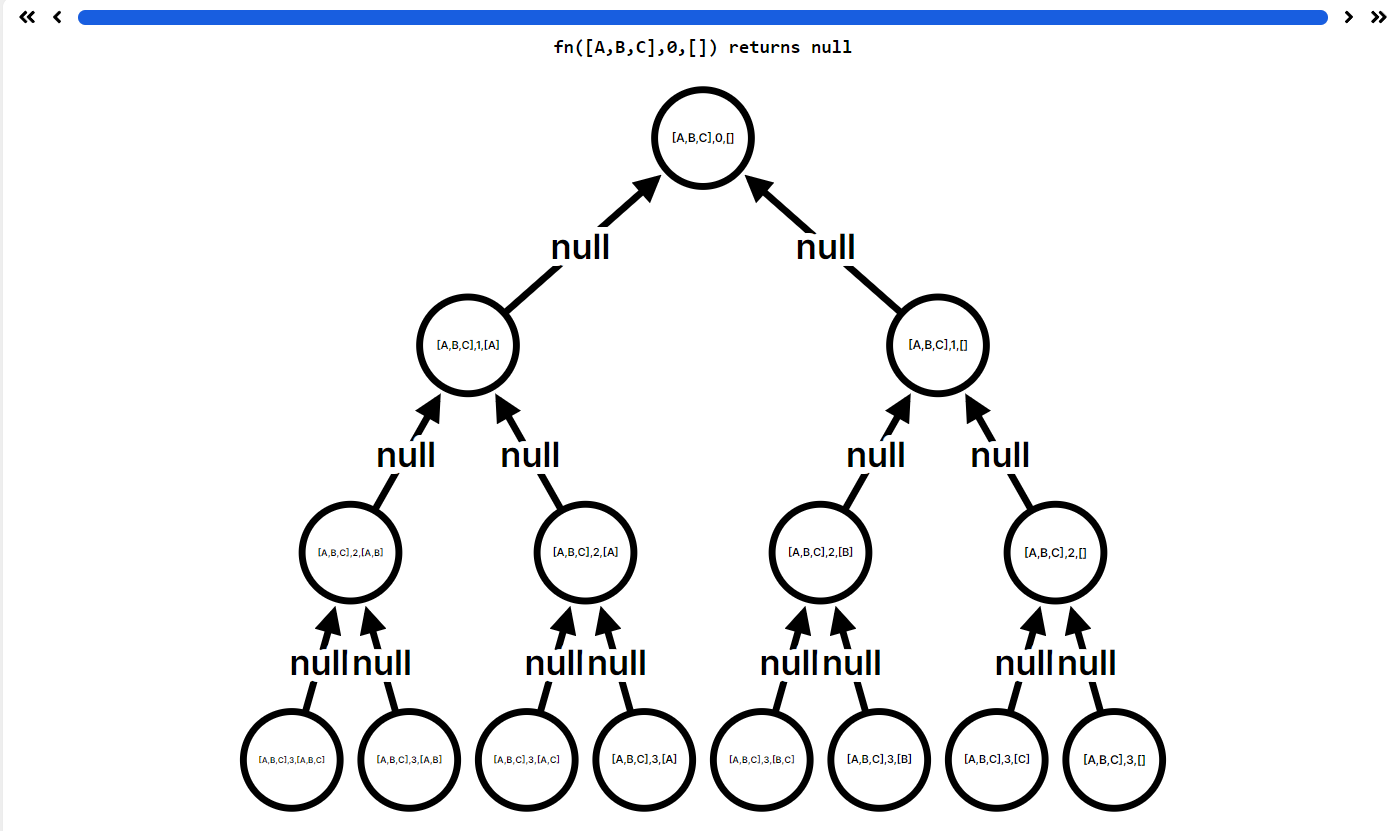 fn([A,B,C],0,[]) returns null
[A,B,C],0,[]
null null
[A,B,C],1,[A] [A,B,C],1,[]
null null null null
[A,B,C],2,[A,B] [A,B,C],2,[A] [A,B,C],2,[B] [A,B,C],2,[]
null null null null null null null null
[A,B,C],3,[A,B,C] [A,B,C],3,[A,B] [A,B,C],3,[A,C] [A,B,C],3,[A] [A,B,C],3,[B,C] [A,B,C],3,[B] [A,B,C],3,[C] [A,B,C],3,[]